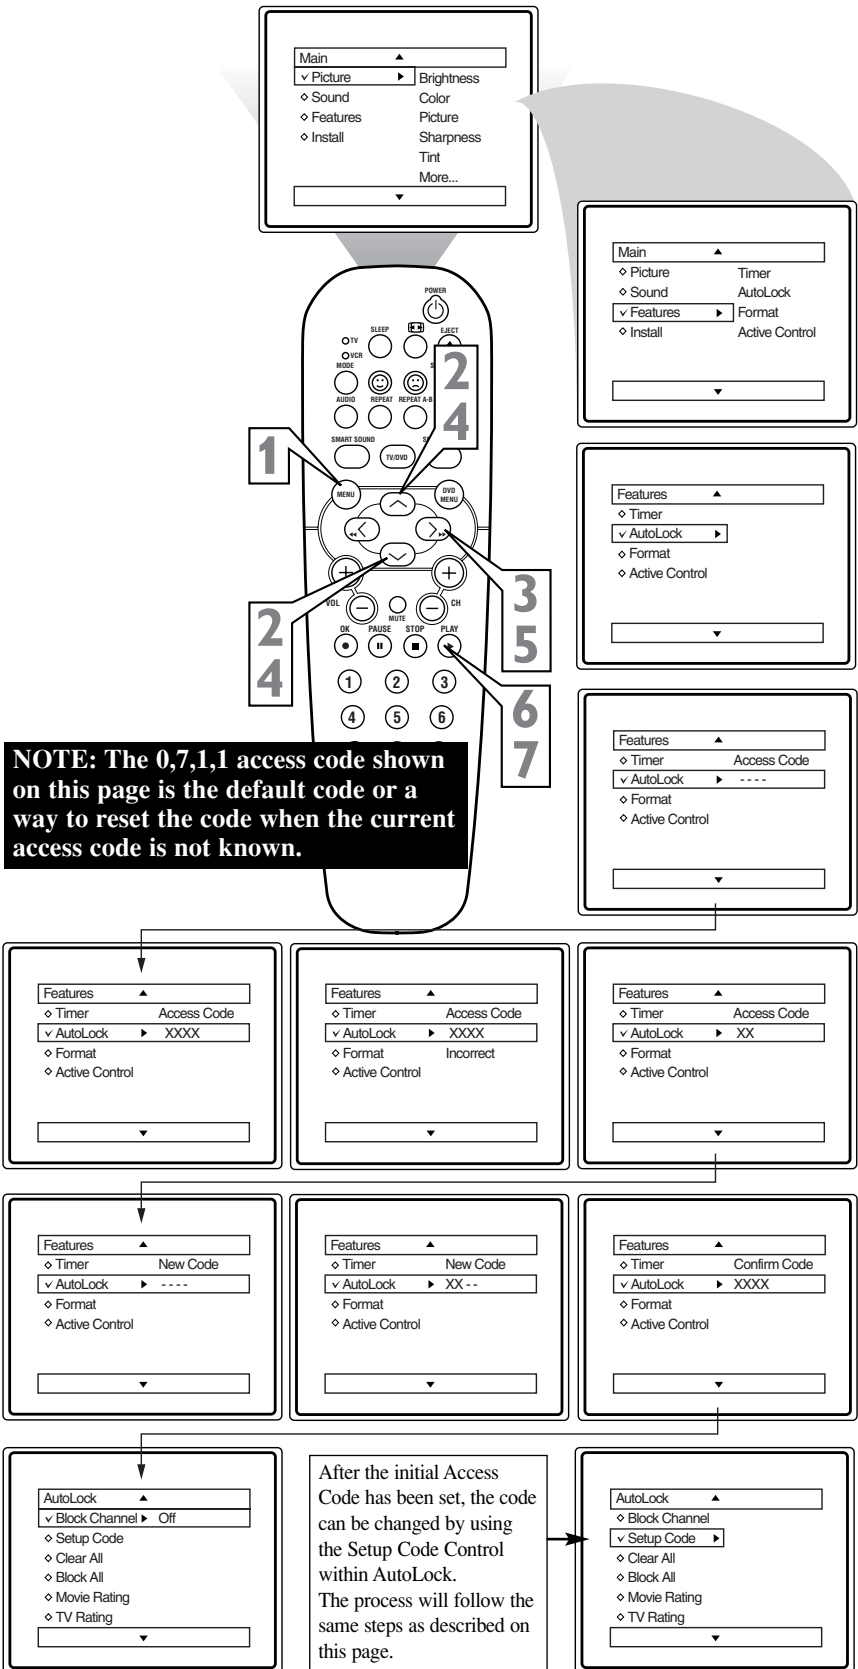 Main
Picture Brightness
Sound Color
Features Picture
Install Sharpness
Tint
More...
Main
Picture Timer
Sound AutoLock
Features Format
Install Active Control
POWER
SLEEP EJECT
TV
VCR
MODE
AUDIO REPEAT REPEAT A-B
SMART SOUND
TV/DVD
MENU DVD MENU
VOL MUTE CH
OK PAUSE STOP PLAY
1 2 3
4 5 6
1
2
4
2
4
3
5
6
7
Features
Timer
AutoLock
Format
Active Control
Features
Timer Access Code
AutoLock - - - -
Format
Active Control
NOTE: The 0,7,1,1 access code shown
on this page is the default code or a
way to reset the code when the current
access code is not known.
Features
Timer Access Code
AutoLock XXXX
Format
Active Control
Features
Timer Access Code
AutoLock XXXX
Format Incorrect
Active Control
Features
Timer Access Code
AutoLock XX
Format
Active Control
Features
Timer New Code
AutoLock - - - -
Format
Active Control
Features
Timer New Code
AutoLock XX - -
Format
Active Control
Features
Timer Confirm Code
AutoLock XXXX
Format
Active Control
AutoLock
Block Channel Off
Setup Code
Clear All
Block All
Movie Rating
TV Rating
After the initial Access
Code has been set, the code
can be changed by using
the Setup Code Control
within AutoLock.
The process will follow the
same steps as described on
this page.
AutoLock
Block Channel
Setup Code
Clear All
Block All
Movie Rating
TV Rating